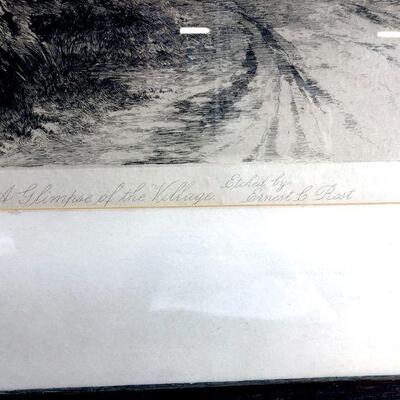 A Glimpse of the Village. Etched by
Ernest C. Rost